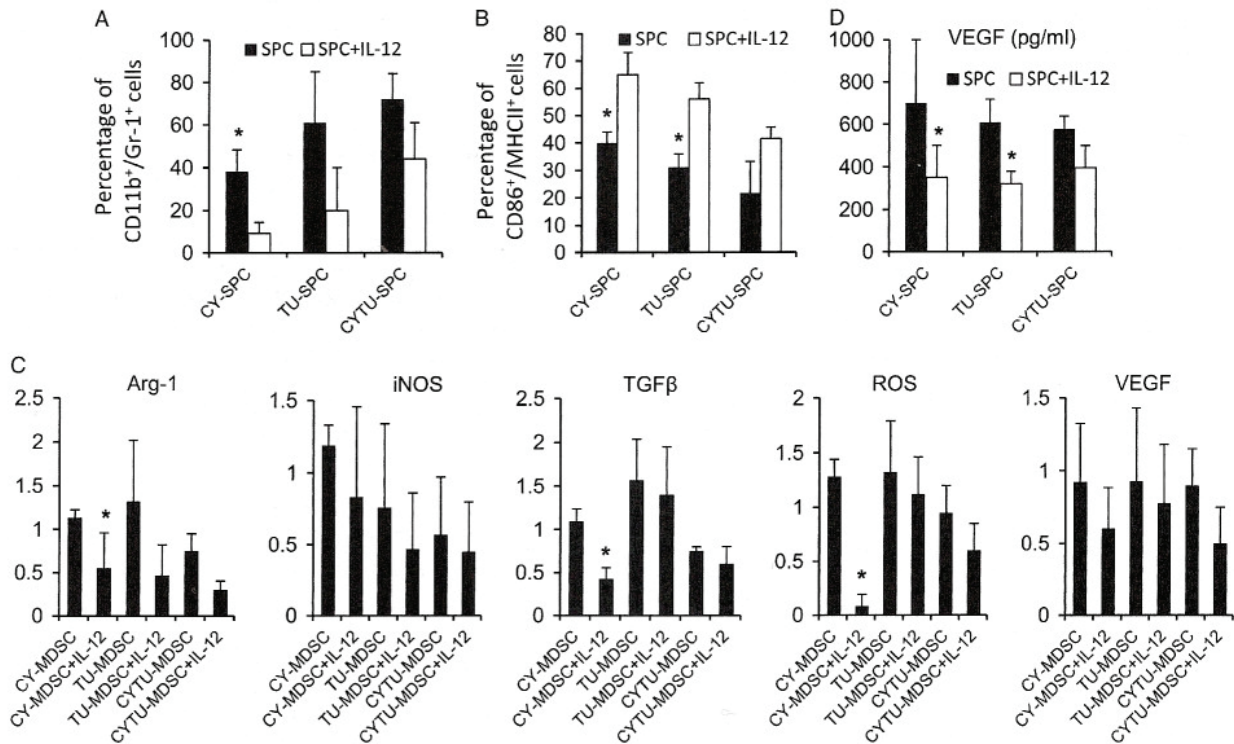 A
Percentage of
CD11b⁺/Gr-1⁺ cells
SPC SPC+IL-12
100
80
60
40
20
0
*
CY-SPC
TU-SPC
CYTU-SPC
B
Percentage of
CD86⁺/MHCII⁺ cells
SPC SPC+IL-12
80
70
60
50
40
30
20
10
0
*
*
CY-SPC
TU-SPC
CYTU-SPC
D
VEGF (pg/ml)
SPC SPC+IL-12
1000
800
600
400
200
0
*
*
CY-SPC
TU-SPC
CYTU-SPC
C
Arg-1
2.5
2
1.5
1
0.5
0
*
CY-MDSC
CY-MDSC+IL-12
TU-MDSC
TU-MDSC+IL-12
CYTU-MDSC
CYTU-MDSC+IL-12
iNOS
1.5
1
0.5
0
CY-MDSC
CY-MDSC+IL-12
TU-MDSC
TU-MDSC+IL-12
CYTU-MDSC
CYTU-MDSC+IL-12
TGFβ
2.5
2
1.5
1
0.5
0
*
CY-MDSC
CY-MDSC+IL-12
TU-MDSC
TU-MDSC+IL-12
CYTU-MDSC
CYTU-MDSC+IL-12
ROS
2
1.5
1
0.5
0
*
CY-MDSC
CY-MDSC+IL-12
TU-MDSC
TU-MDSC+IL-12
CYTU-MDSC
CYTU-MDSC+IL-12
VEGF
1.5
1
0.5
0
CY-MDSC
CY-MDSC+IL-12
TU-MDSC
TU-MDSC+IL-12
CYTU-MDSC
CYTU-MDSC+IL-12